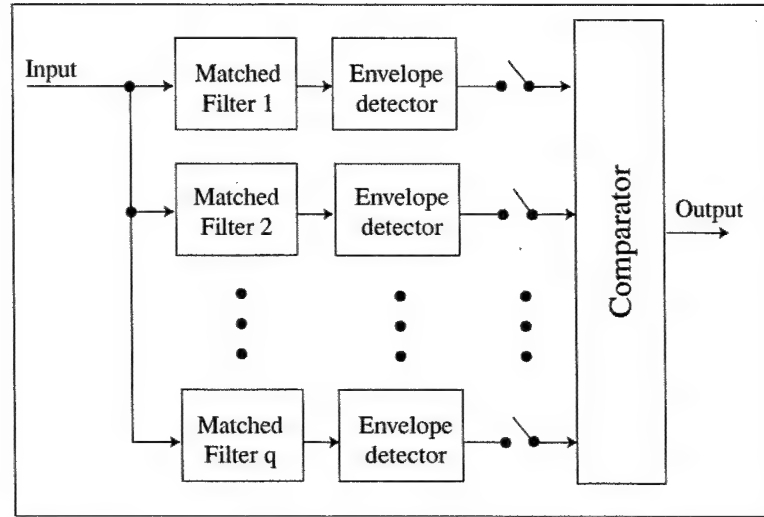 Input
Matched
Filter 1
Envelope
detector
Matched
Filter 2
Envelope
detector
Matched
Filter q
Envelope
detector
Comparator
Output